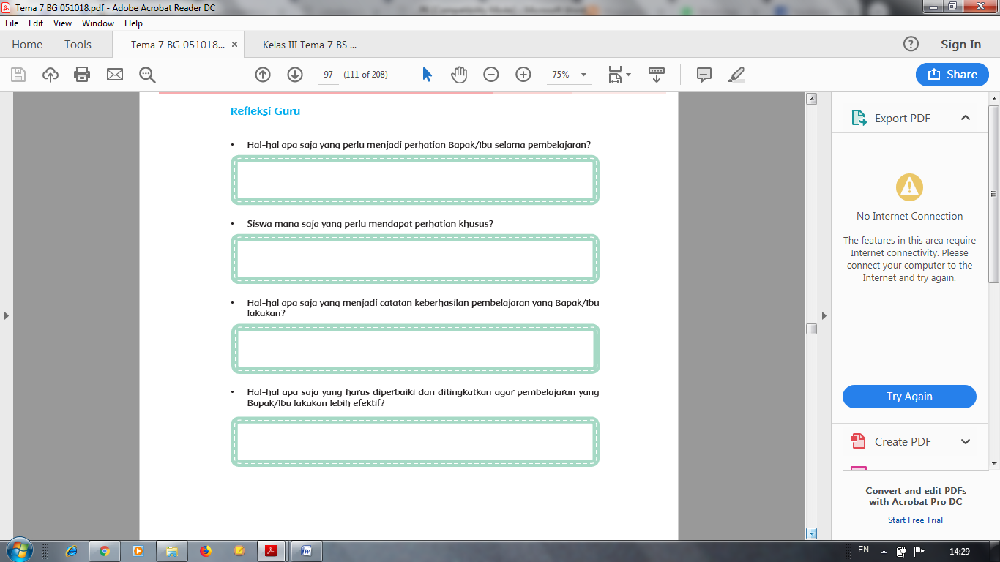 Tema 7 BG 051018.pdf - Adobe Acrobat Reader DC
File Edit View Window Help
Home Tools Tema 7 BG 051018... × Kelas III Tema 7 BS ... Sign In
97 (111 of 208) 75% Share
Refleksi Guru
• Hal-hal apa saja yang perlu menjadi perhatian Bapak/Ibu selama pembelajaran?
• Siswa mana saja yang perlu mendapat perhatian khusus?
• Hal-hal apa saja yang menjadi catatan keberhasilan pembelajaran yang Bapak/Ibu
lakukan?
• Hal-hal apa saja yang harus diperbaiki dan ditingkatkan agar pembelajaran yang
Bapak/Ibu lakukan lebih efektif?
Export PDF
No Internet Connection
The features in this area require
Internet connectivity. Please
connect your computer to the
Internet and try again.
Try Again
Create PDF
Convert and edit PDFs
with Acrobat Pro DC
Start Free Trial
EN 14:29